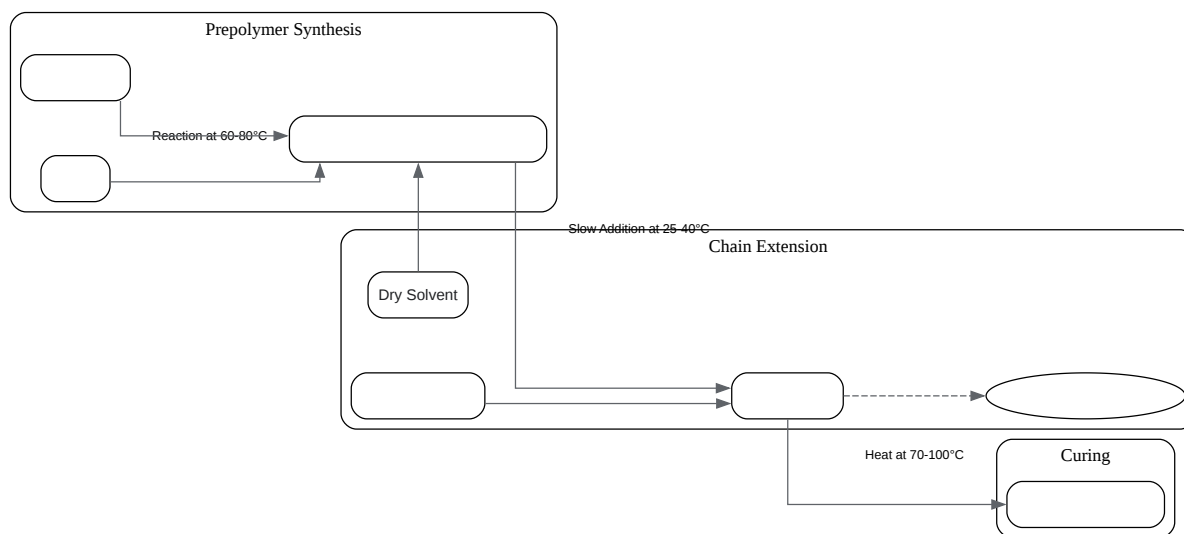 Prepolymer Synthesis
Reaction at 60-80°C
Slow Addition at 25-40°C
Chain Extension
Dry Solvent
Heat at 70-100°C
Curing